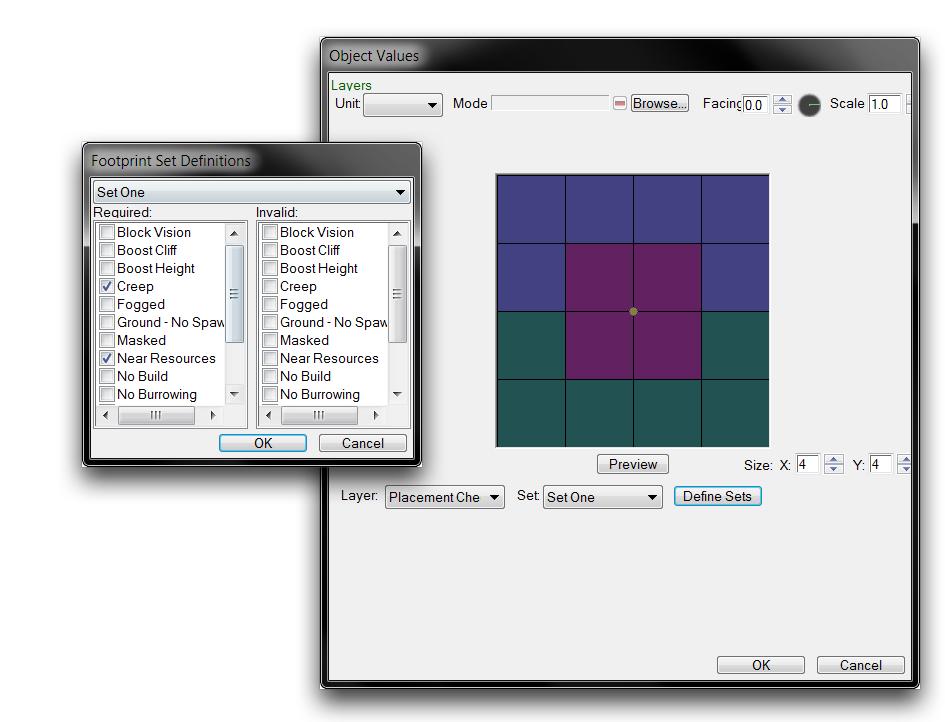 Object Values
Layers
Unit: Mode Browse... Facing 0.0 Scale 1.0
Footprint Set Definitions
Set One
Required: Invalid:
Block Vision Block Vision
Boost Cliff Boost Cliff
Boost Height Boost Height
Creep Creep
Fogged Fogged
Ground - No Spaw Ground - No Spaw
Masked Masked
Near Resources Near Resources
No Build No Build
No Burrowing No Burrowing
OK Cancel
Preview Size: X: 4 Y: 4
Layer: Placement Che Set: Set One Define Sets
OK Cancel